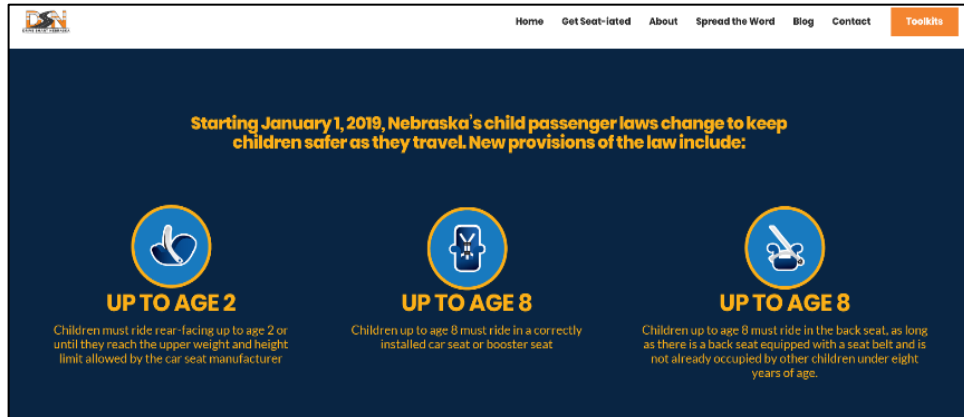 DSN
DRIVE SMART NEBRASKA
Home Get Seat-iated About Spread the Word Blog Contact Toolkits
Starting January 1, 2019, Nebraska's child passenger laws change to keep
children safer as they travel. New provisions of the law include:
UP TO AGE 2
Children must ride rear-facing up to age 2 or
until they reach the upper weight and height
limit allowed by the car seat manufacturer
UP TO AGE 8
Children up to age 8 must ride in a correctly
installed car seat or booster seat
UP TO AGE 8
Children up to age 8 must ride in the back seat, as long
as there is a back seat equipped with a seat belt and is
not already occupied by other children under eight
years of age.